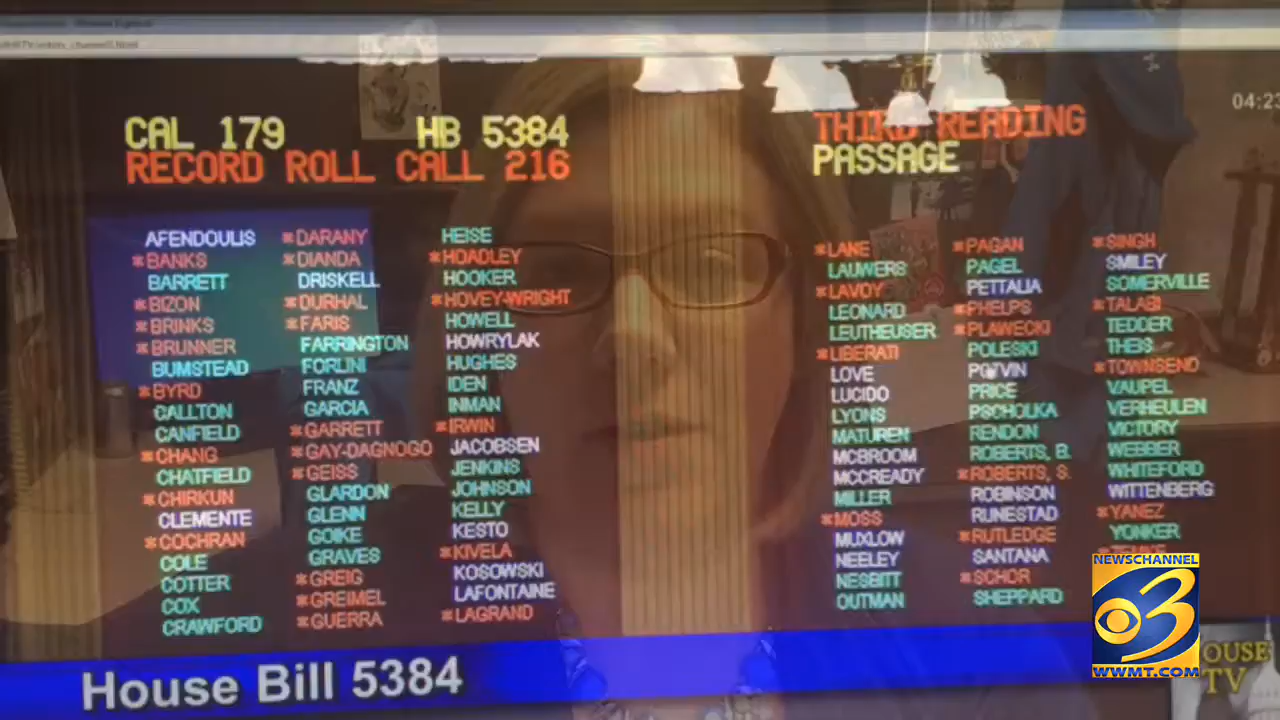 04:23
CAL 179 HB 5384 THIRD READING
RECORD ROLL CALL 216 PASSAGE
AFENDOULIS *DARANY HEISE *LANE *PAGAN *SINGH
*BANKS *DIANDA *HOADLEY LAUWERS PAGEL SMILEY
BARRETT DRISKELL HOOKER *LAVOY PETTALIA SOMERVILLE
*BIZON *DURHAL *HOVEY-WRIGHT LEONARD *PHELPS *TALABI
*BRINKS *FARIS HOWELL LEUTHEUSER *PLAWECKI TEDDER
*BRUNNER FARRINGTON HOWRYLAK *LIBERATI POLESKI THEIS
BUMSTEAD FORLINI HUGHES LOVE POTVIN *TOWNSEND
*BYRD FRANZ IDEN LUCIDO PRICE VAUPEL
CALLTON GARCIA INMAN LYONS PSCHOLKA VERHEULEN
CANFIELD *GARRETT *IRWIN MATUREN RENDON VICTORY
*CHANG *GAY-DAGNOGO JACOBSEN MCBROOM ROBERTS, B. WEBBER
CHATFIELD *GEISS JENKINS MCCREADY *ROBERTS, S. WHITEFORD
*CHIRKUN GLARDON JOHNSON MILLER ROBINSON WITTENBERG
CLEMENTE GLENN KELLY *MOSS RUNESTAD *YANEZ
*COCHRAN GOIKE KESTO MUXLOW *RUTLEDGE YONKER
COLE GRAVES *KIVELA NEELEY SANTANA
COTTER *GREIG KOSOWSKI NESBITT *SCHOR
COX *GREIMEL LAFONTAINE OUTMAN SHEPPARD
CRAWFORD *GUERRA *LAGRAND
NEWSCHANNEL
3
WWMT.COM
House Bill 5384
HOUSE
TV